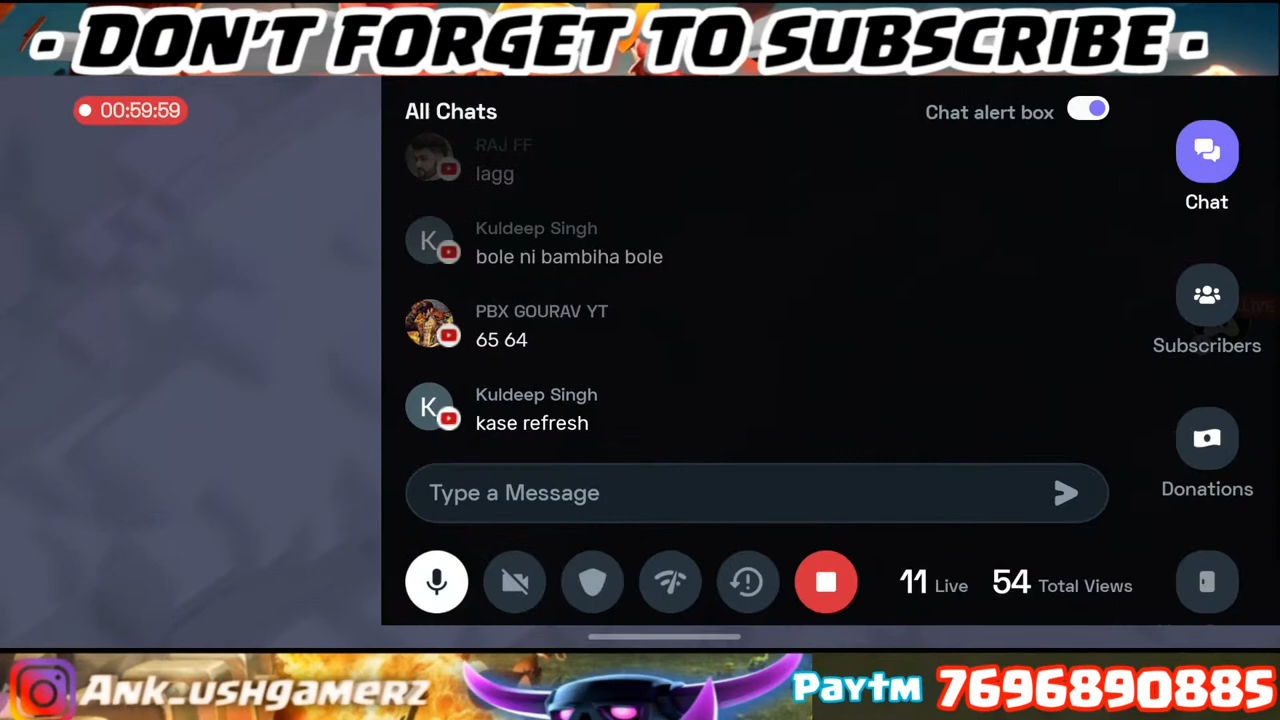 - DON'T FORGET TO SUBSCRIBE -
00:59:59
All Chats
Chat alert box
RAJ FF
lagg
Kuldeep Singh
bole ni bambiha bole
PBX GOURAV YT
65 64
Kuldeep Singh
kase refresh
Type a Message
11 Live 54 Total Views
Chat
LIVE
Subscribers
Donations
Ank_ushgamerz
Paytm 7696890885